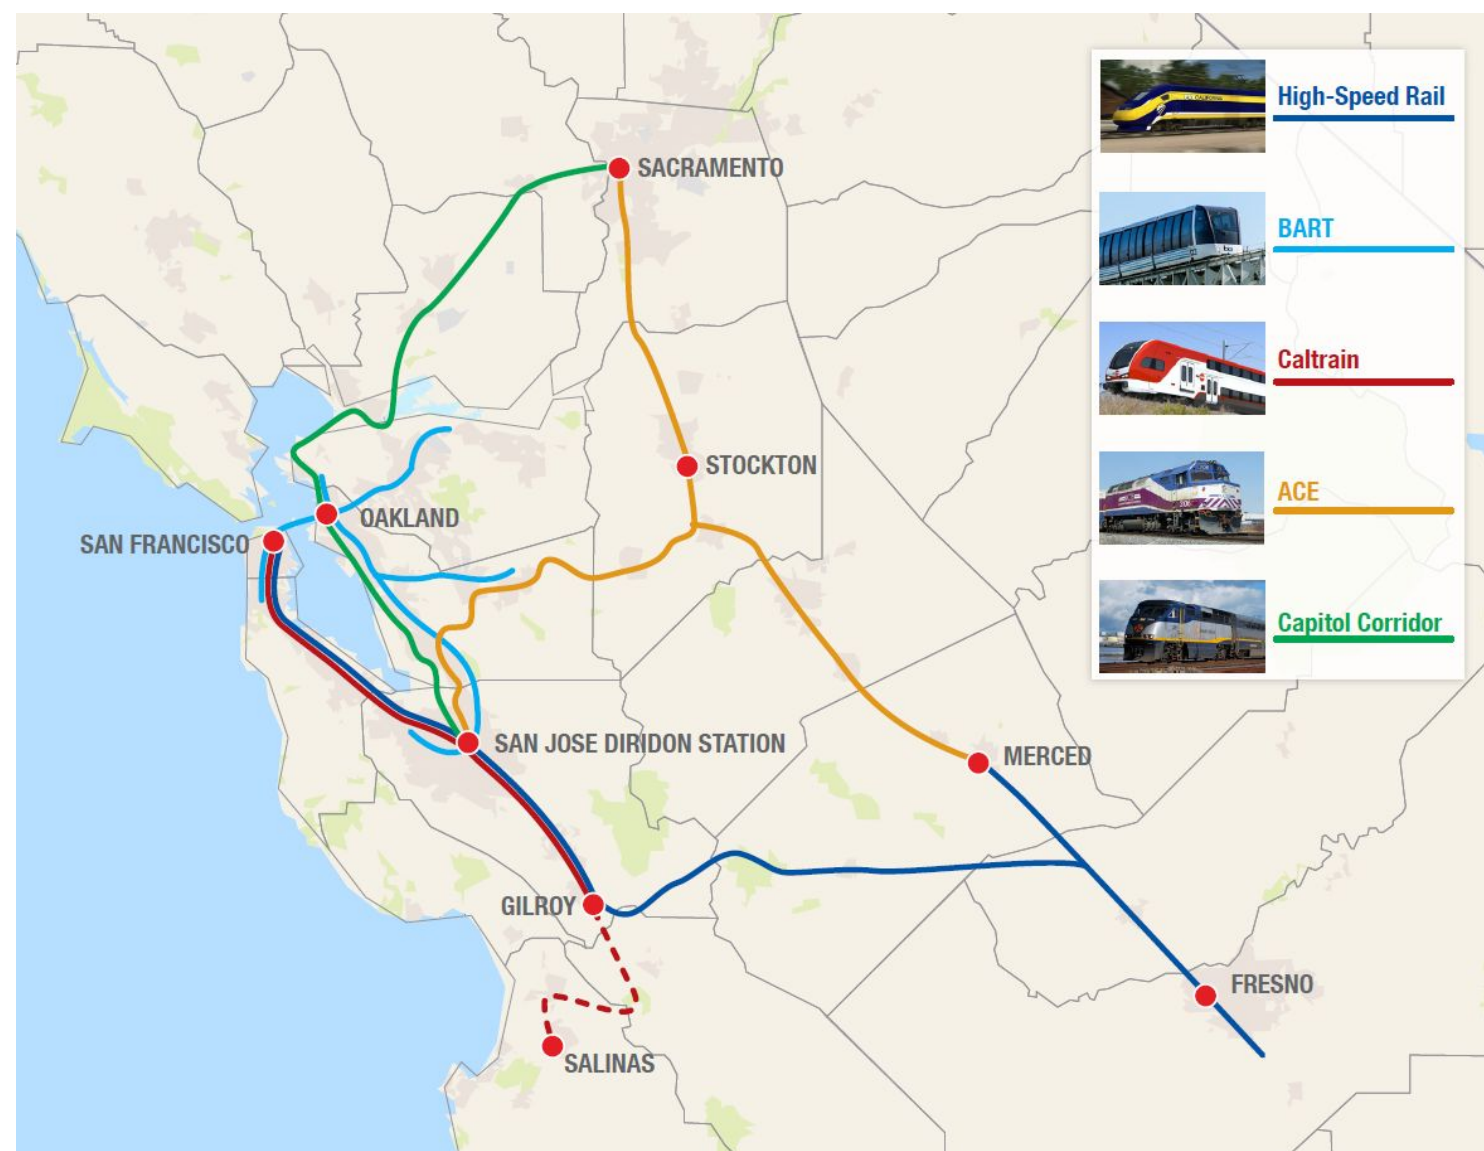 High-Speed Rail
BART
Caltrain
ACE
Capitol Corridor
SACRAMENTO
STOCKTON
OAKLAND
SAN FRANCISCO
SAN JOSE DIRIDON STATION
MERCED
GILROY
FRESNO
SALINAS